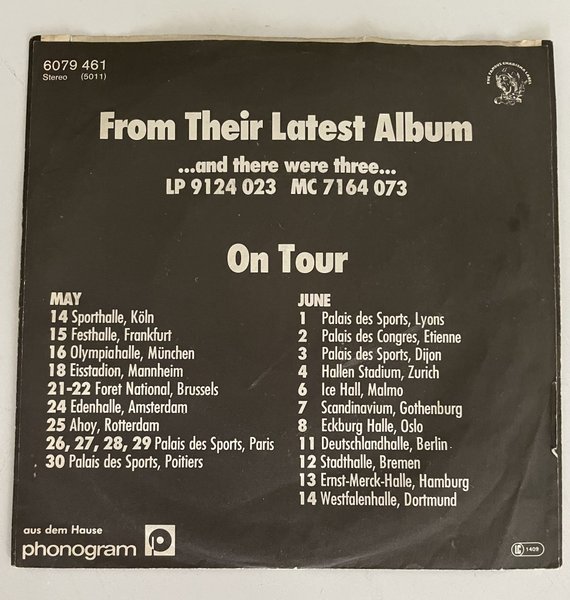 6079 461
Stereo (5011)
THE FAMOUS CHARISMA LABEL
From Their Latest Album
...and there were three...
LP 9124 023 MC 7164 073
On Tour
MAY
14 Sporthalle, Köln
15 Festhalle, Frankfurt
16 Olympiahalle, München
18 Eisstadion, Mannheim
21-22 Foret National, Brussels
24 Edenhalle, Amsterdam
25 Ahoy, Rotterdam
26, 27, 28, 29 Palais des Sports, Paris
30 Palais des Sports, Poitiers
JUNE
1 Palais des Sports, Lyons
2 Palais des Congres, Etienne
3 Palais des Sports, Dijon
4 Hallen Stadium, Zurich
6 Ice Hall, Malmo
7 Scandinavium, Gothenburg
8 Eckburg Halle, Oslo
11 Deutschlandhalle, Berlin
12 Stadthalle, Bremen
13 Ernst-Merck-Halle, Hamburg
14 Westfalenhalle, Dortmund
aus dem Hause
phonogram
LC 1409